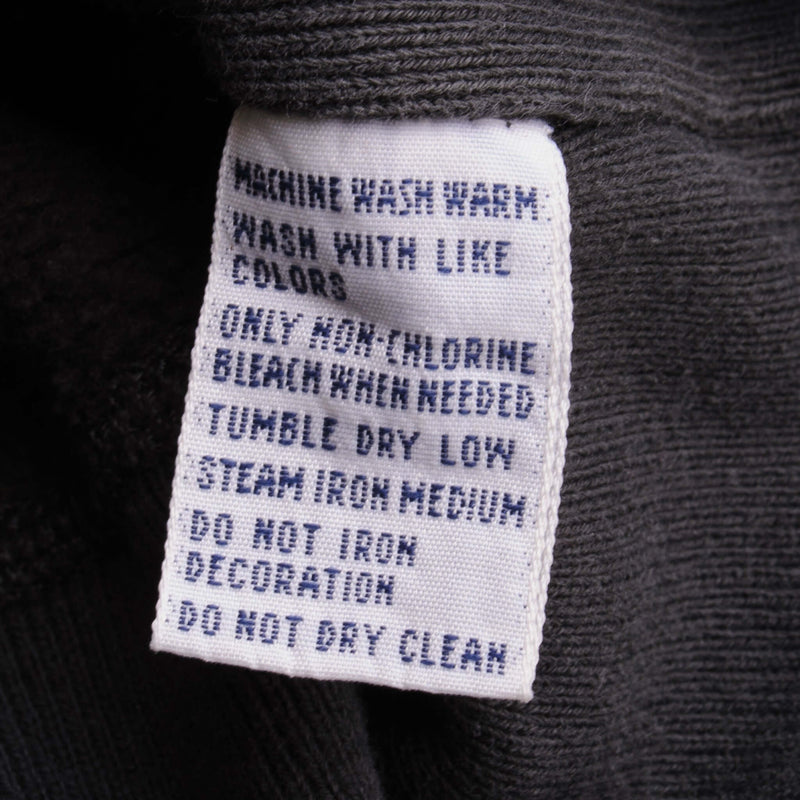 MACHINE WASH WARM
WASH WITH LIKE
COLORS
ONLY NON-CHLORINE
BLEACH WHEN NEEDED
TUMBLE DRY LOW
STEAM IRON MEDIUM
DO NOT IRON
DECORATION
DO NOT DRY CLEAN